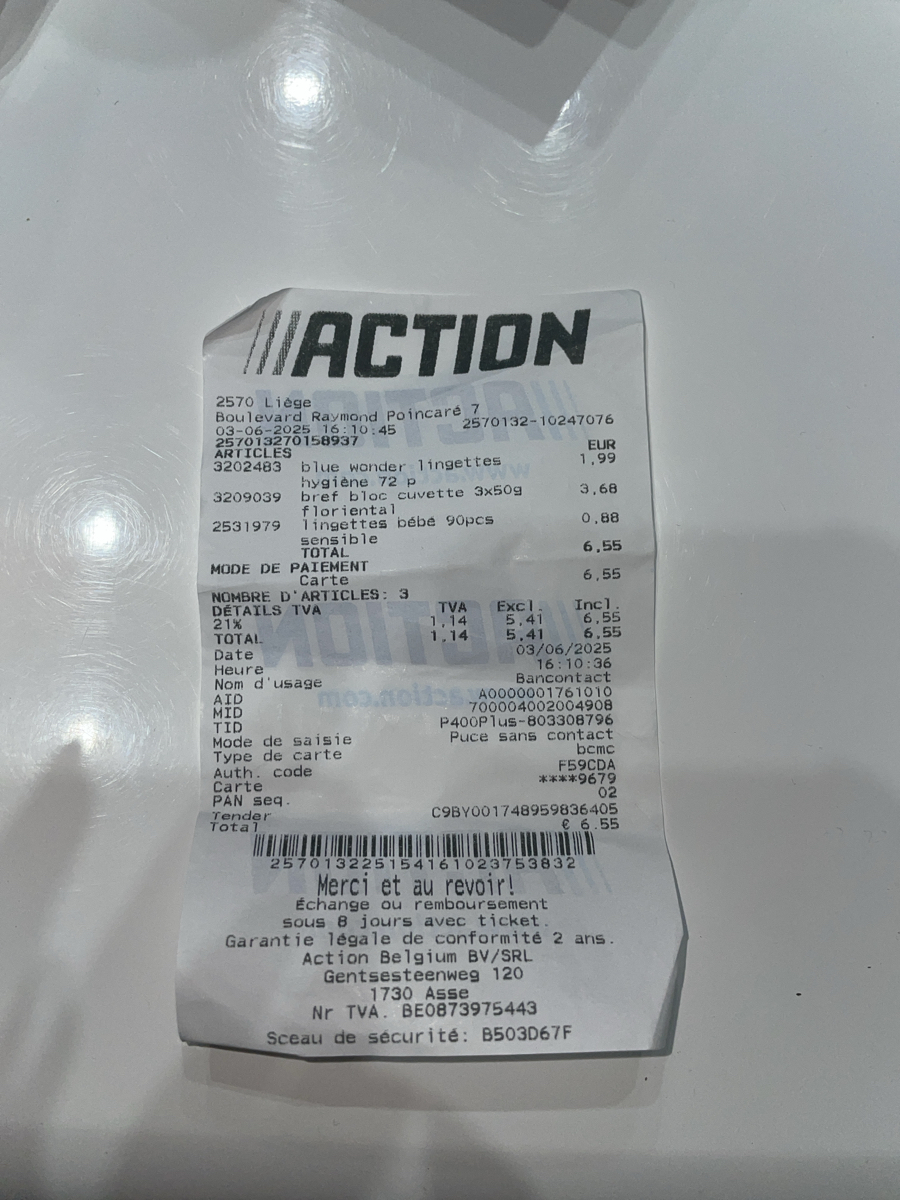 ACTION
2570 Liège
Boulevard Raymond Poincaré 7
03-06-2025 16:10:45 2570132-10247076
257013270158937
ARTICLES EUR
3202483 blue wonder lingettes 1,99
hygiène 72 p
3209039 bref bloc cuvette 3x50g 3,68
floriental
2531979 lingettes bébé 90pcs 0,88
sensible
TOTAL 6,55
MODE DE PAIEMENT
Carte 6,55
NOMBRE D'ARTICLES: 3
DÉTAILS TVA TVA Excl. Incl.
21% 1,14 5,41 6,55
TOTAL 1,14 5,41 6,55
Date 03/06/2025
Heure 16:10:36
Nom d'usage Bancontact
AID A0000001761010
MID 700004002004908
TID P400Plus-803308796
Mode de saisie Puce sans contact
Type de carte bcmc
Auth. code F59CDA
Carte ****9679
PAN seq. 02
Tender C9BY001748959836405
Total € 6.55
257013225154161023753832
Merci et au revoir!
Échange ou remboursement
sous 8 jours avec ticket.
Garantie légale de conformité 2 ans.
Action Belgium BV/SRL
Gentsesteenweg 120
1730 Asse
Nr TVA. BE0873975443
Sceau de sécurité: B503D67F